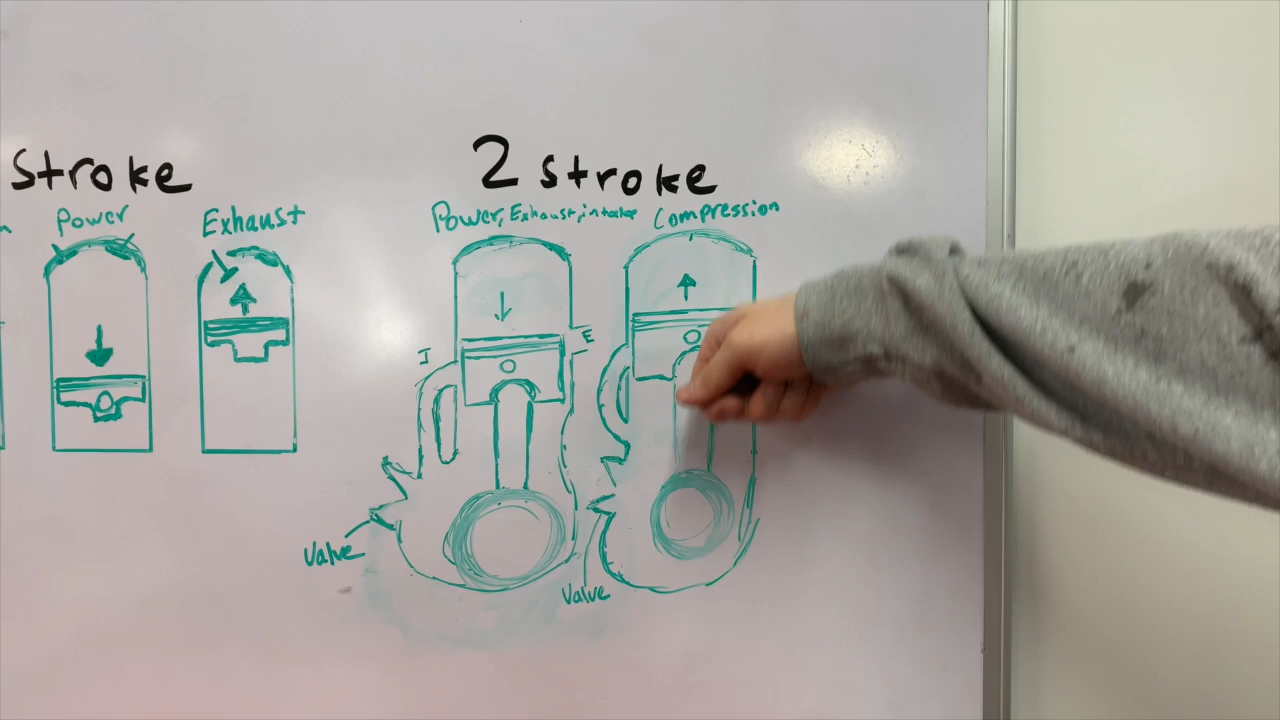 stroke
Power
Exhaust
2 stroke
Power, Exhaust, intake
Compression
I
E
Valve
Valve